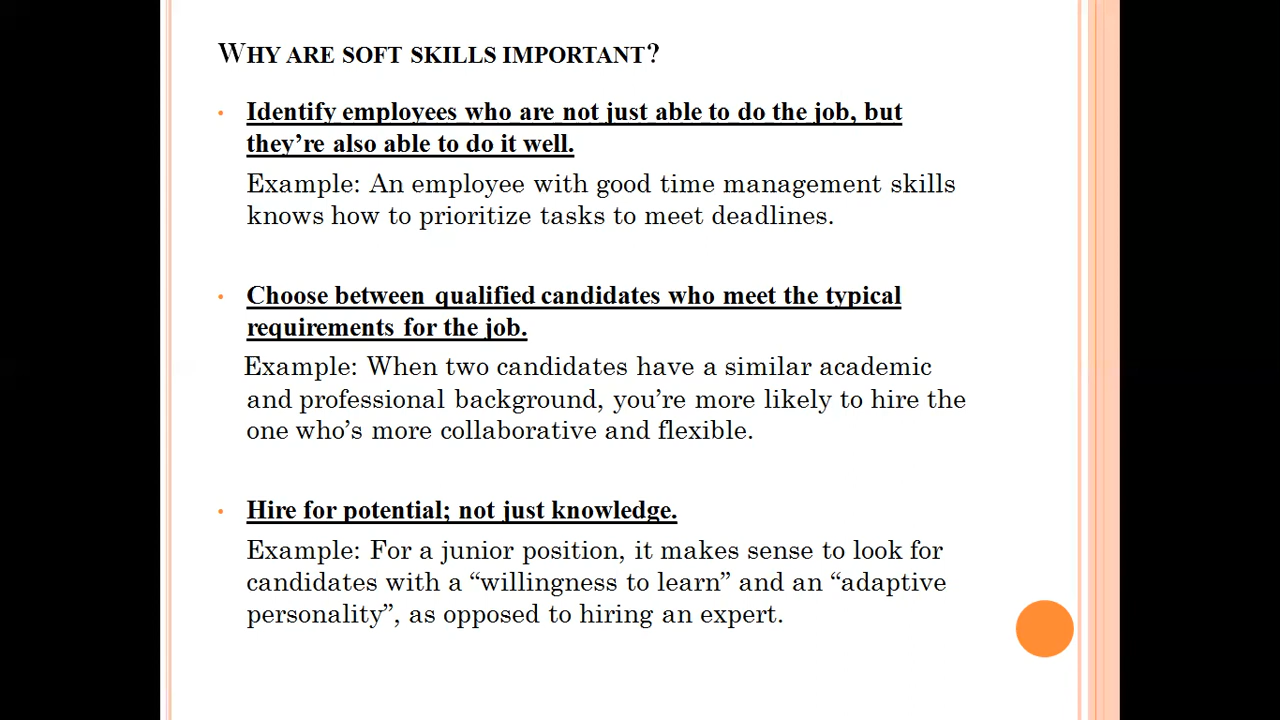 WHY ARE SOFT SKILLS IMPORTANT?
• Identify employees who are not just able to do the job, but
they’re also able to do it well.
Example: An employee with good time management skills
knows how to prioritize tasks to meet deadlines.
• Choose between qualified candidates who meet the typical
requirements for the job.
Example: When two candidates have a similar academic
and professional background, you’re more likely to hire the
one who’s more collaborative and flexible.
• Hire for potential; not just knowledge.
Example: For a junior position, it makes sense to look for
candidates with a “willingness to learn” and an “adaptive
personality”, as opposed to hiring an expert.